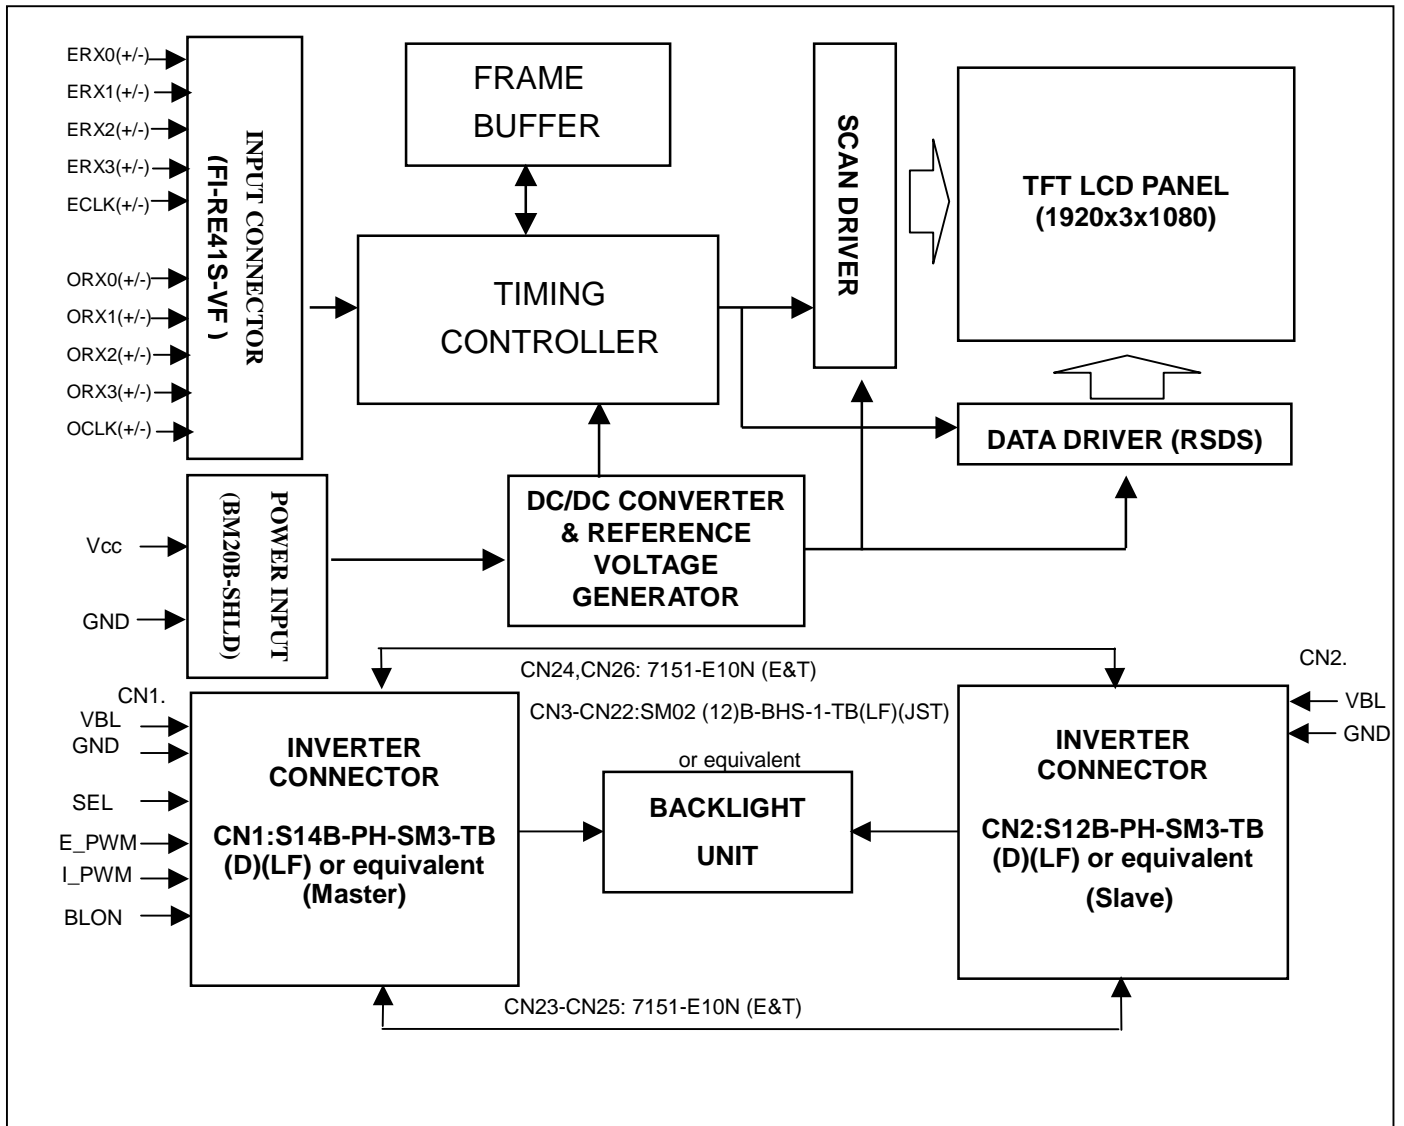 ERX0(+/-)
ERX1(+/-)
ERX2(+/-)
ERX3(+/-)
ECLK(+/-)
ORX0(+/-)
ORX1(+/-)
ORX2(+/-)
ORX3(+/-)
OCLK(+/-)
INPUT CONNECTOR
(FI-RE41S-VF )
FRAME
BUFFER
TIMING
CONTROLLER
SCAN DRIVER
TFT LCD PANEL
(1920x3x1080)
DATA DRIVER (RSDS)
Vcc
GND
POWER INPUT
(BM20B-SHLD)
DC/DC CONVERTER
& REFERENCE
VOLTAGE
GENERATOR
CN24,CN26: 7151-E10N (E&T)
CN3-CN22:SM02 (12)B-BHS-1-TB(LF)(JST)
or equivalent
CN1.
VBL
GND
SEL
E_PWM
I_PWM
BLON
INVERTER
CONNECTOR
CN1:S14B-PH-SM3-TB
(D)(LF) or equivalent
(Master)
BACKLIGHT
UNIT
INVERTER
CONNECTOR
CN2:S12B-PH-SM3-TB
(D)(LF) or equivalent
(Slave)
CN2.
VBL
GND
CN23-CN25: 7151-E10N (E&T)